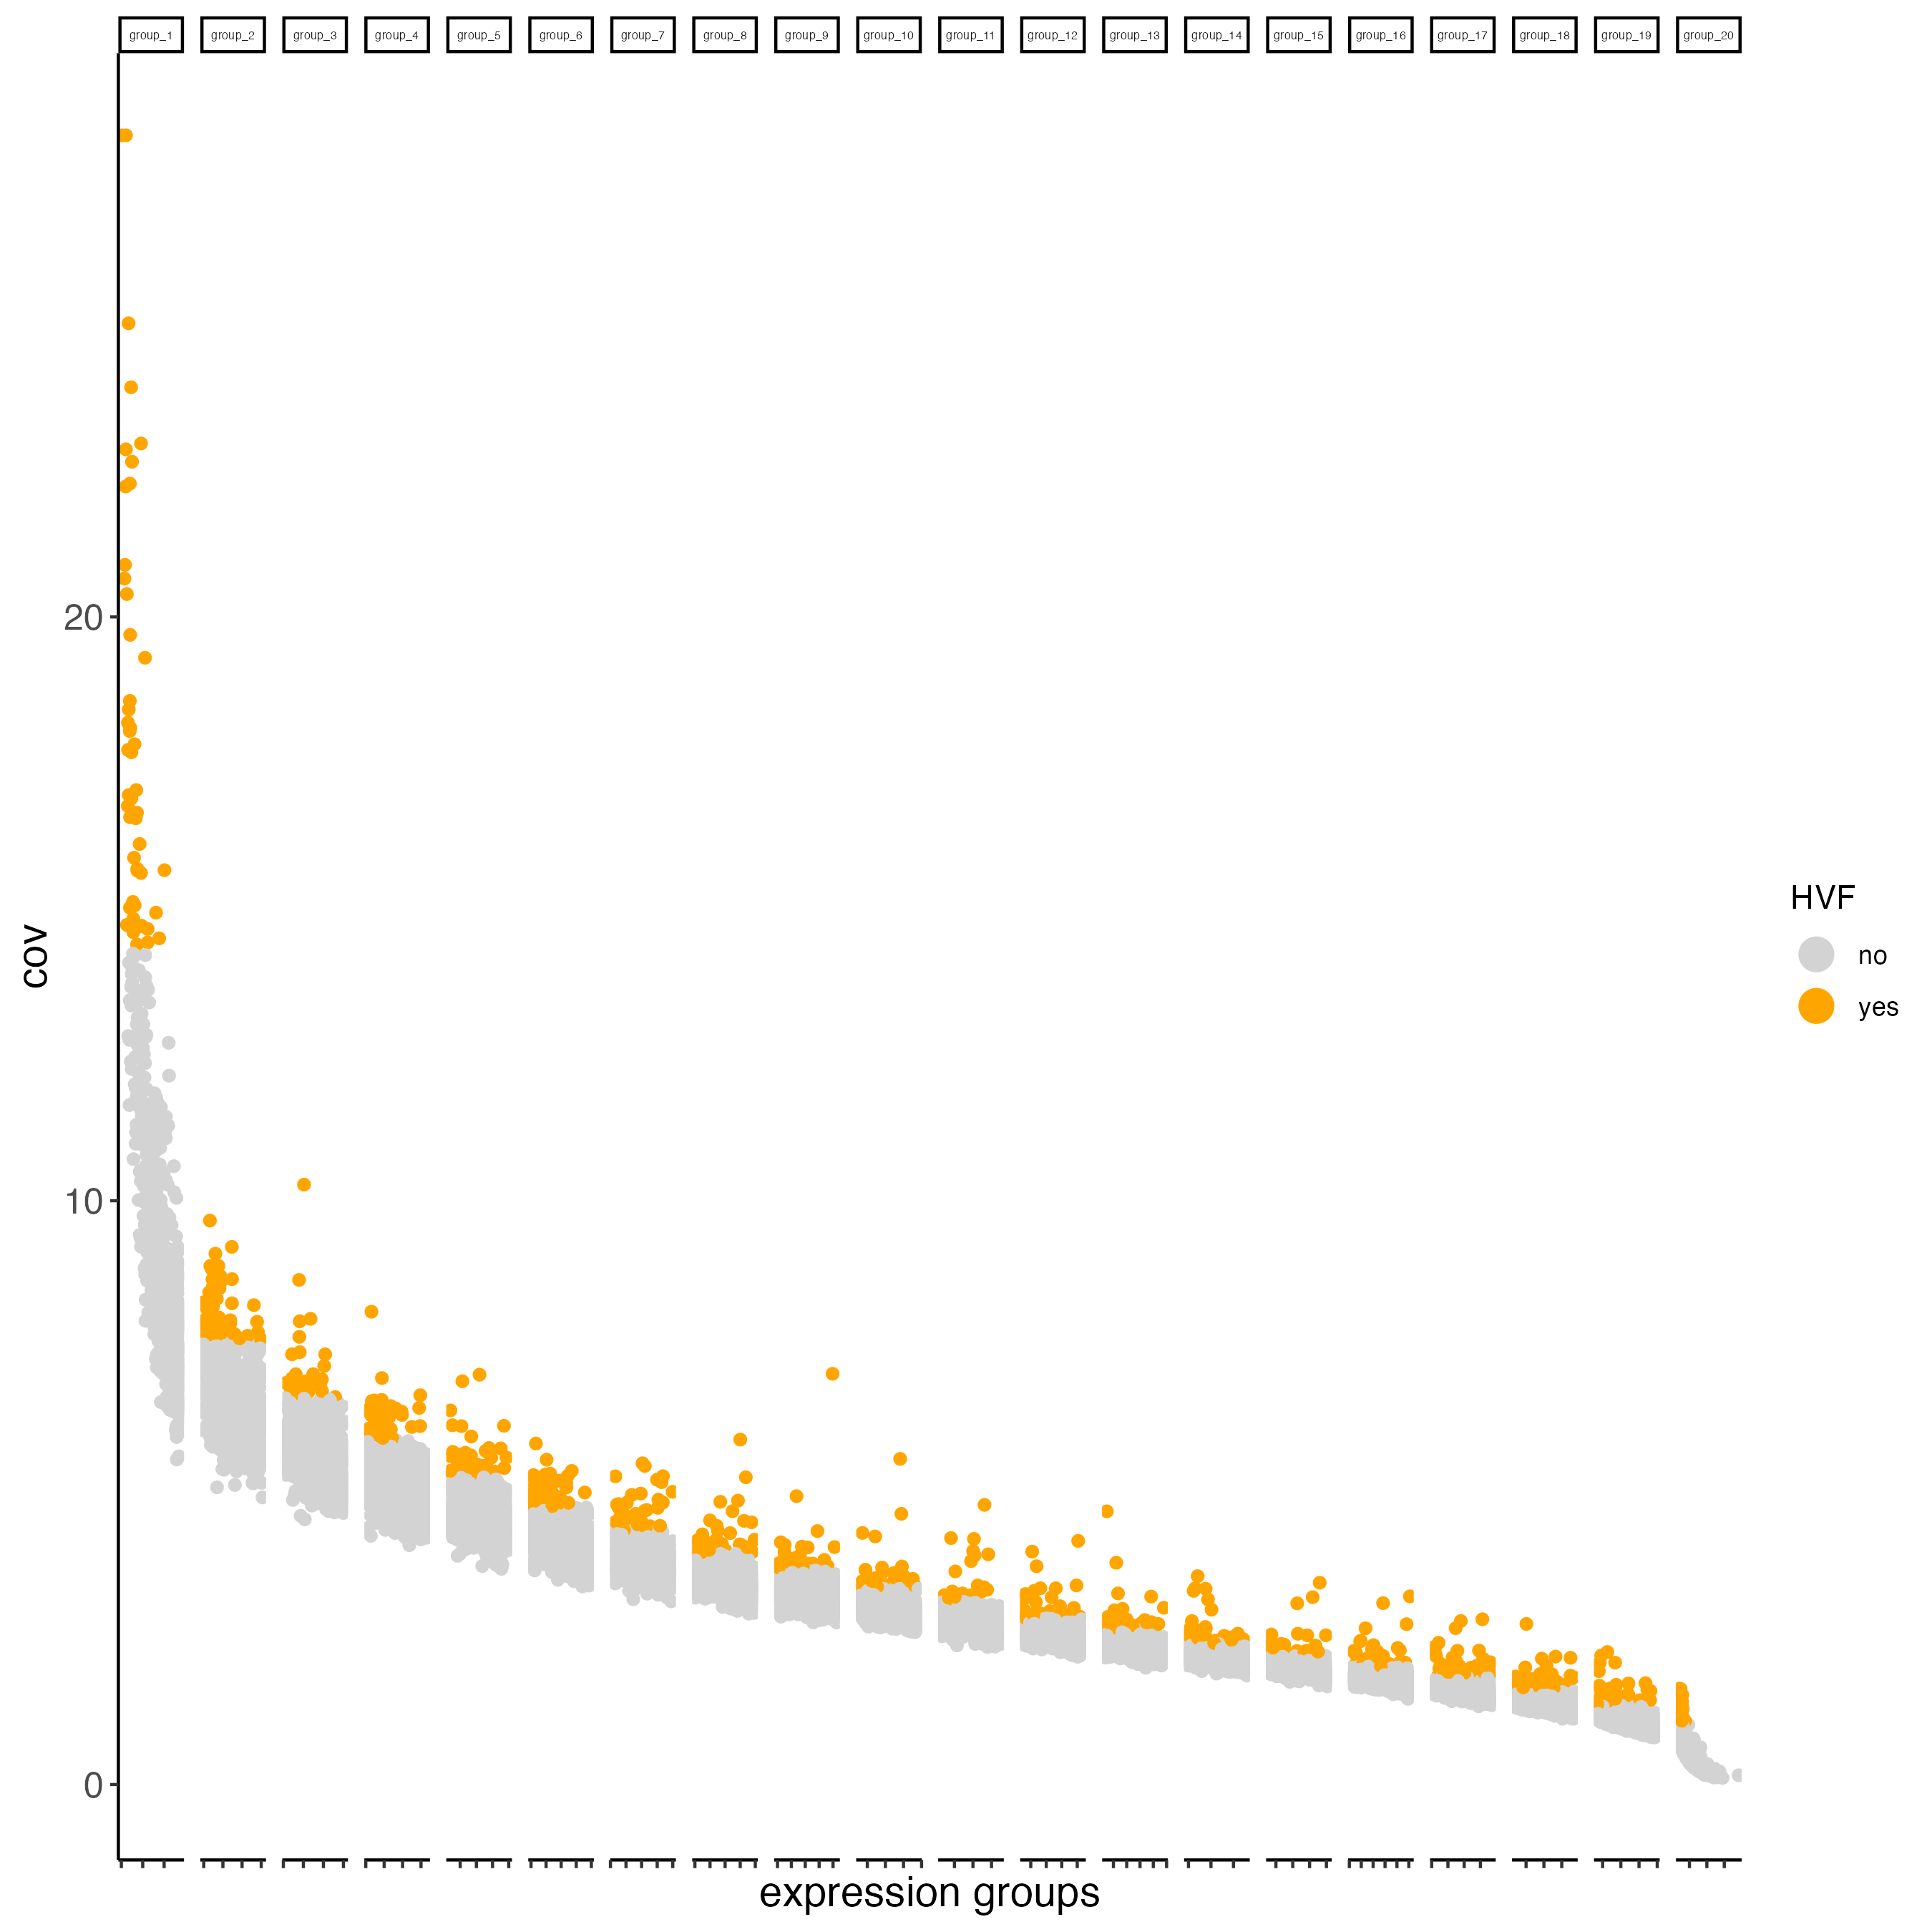 group_1 group_2 group_3 group_4 group_5 group_6 group_7 group_8 group_9 group_10 group_11 group_12 group_13 group_14 group_15 group_16 group_17 group_18 group_19 group_20
20
10
0
cov
expression groups
HVF
no
yes